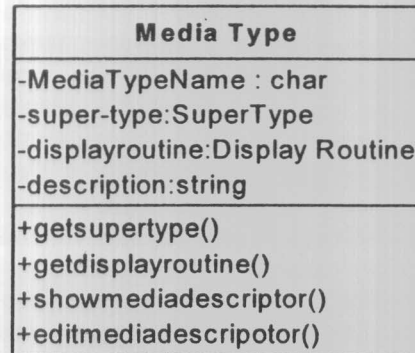 Media Type
-MediaTypeName : char
-super-type:SuperType
-displayroutine:Display Routine
-description:string
+getsupertype()
+getdisplayroutine()
+showmediadescriptor()
+editmediadescripotor()